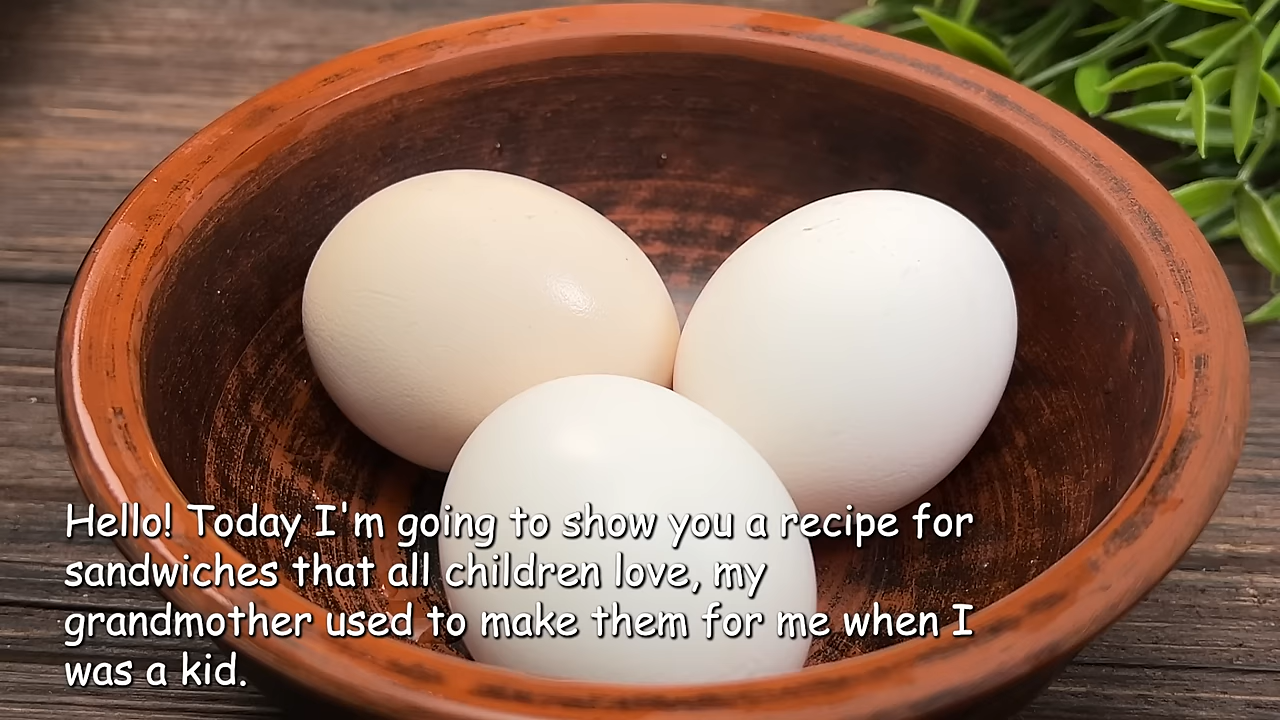 Hello! Today I'm going to show you a recipe for
sandwiches that all children love, my
grandmother used to make them for me when I
was a kid.